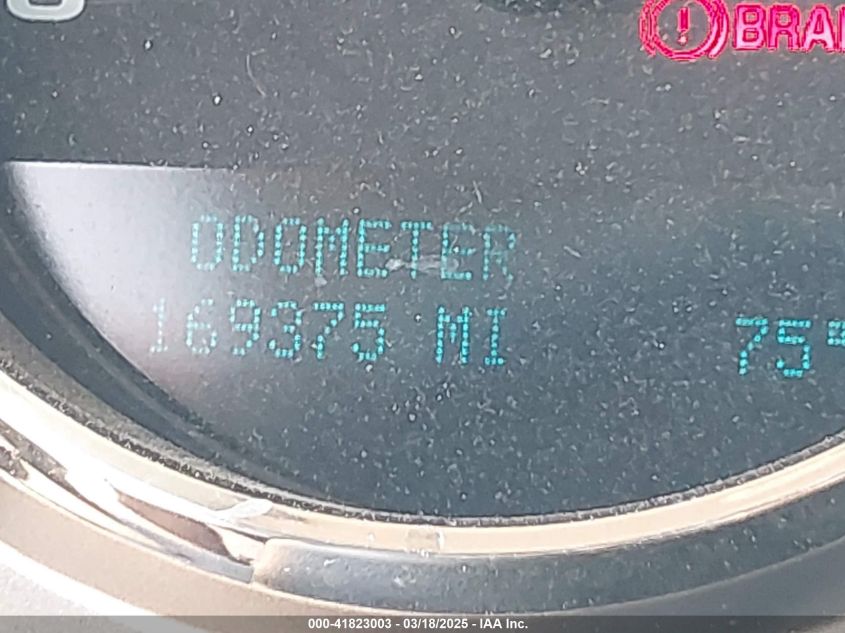 BRA
ODOMETER
169375 MI
75°
000-41823003 - 03/18/2025 - IAA Inc.